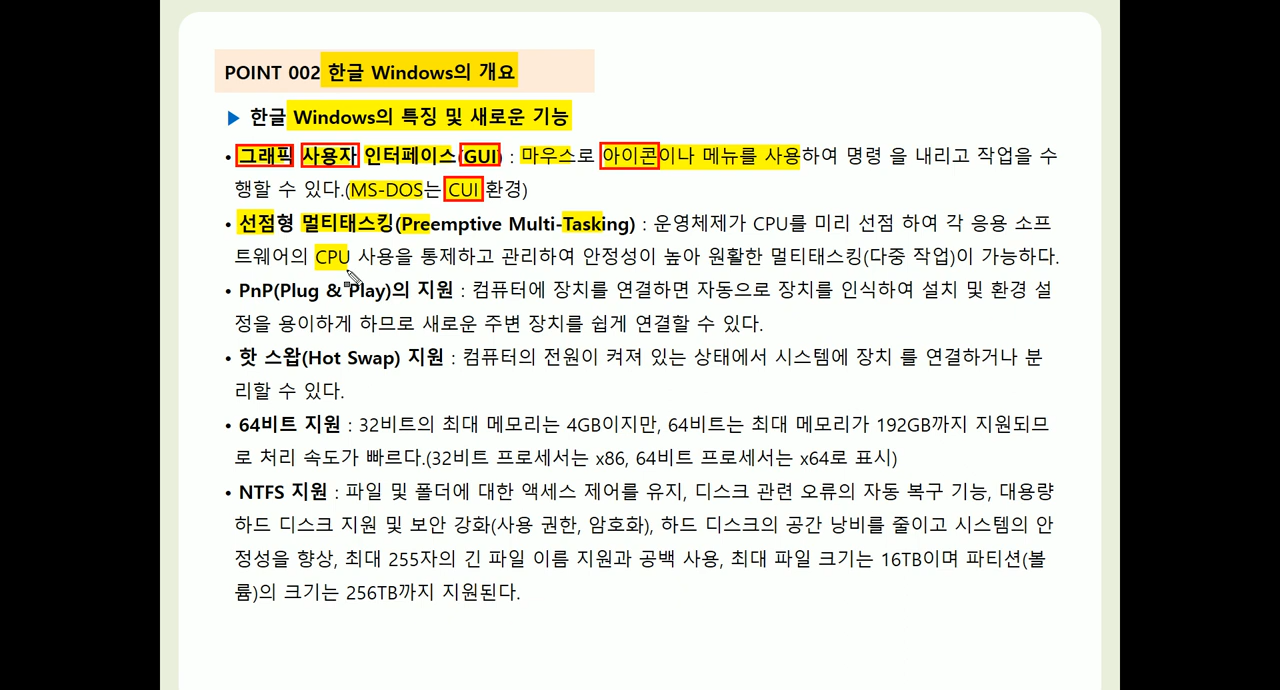 POINT 002 한글 Windows의 개요
▶ 한글 Windows의 특징 및 새로운 기능
• 그래픽 사용자 인터페이스(GUI) : 마우스로 아이콘이나 메뉴를 사용하여 명령 을 내리고 작업을 수
행할 수 있다.(MS-DOS는 CUI 환경)
• 선점형 멀티태스킹(Preemptive Multi-Tasking) : 운영체제가 CPU를 미리 선점 하여 각 응용 소프
트웨어의 CPU 사용을 통제하고 관리하여 안정성이 높아 원활한 멀티태스킹(다중 작업)이 가능하다.
• PnP(Plug & Play)의 지원 : 컴퓨터에 장치를 연결하면 자동으로 장치를 인식하여 설치 및 환경 설
정을 용이하게 하므로 새로운 주변 장치를 쉽게 연결할 수 있다.
• 핫 스왑(Hot Swap) 지원 : 컴퓨터의 전원이 켜져 있는 상태에서 시스템에 장치 를 연결하거나 분
리할 수 있다.
• 64비트 지원 : 32비트의 최대 메모리는 4GB이지만, 64비트는 최대 메모리가 192GB까지 지원되므
로 처리 속도가 빠르다.(32비트 프로세서는 x86, 64비트 프로세서는 x64로 표시)
• NTFS 지원 : 파일 및 폴더에 대한 액세스 제어를 유지, 디스크 관련 오류의 자동 복구 기능, 대용량
하드 디스크 지원 및 보안 강화(사용 권한, 암호화), 하드 디스크의 공간 낭비를 줄이고 시스템의 안
정성을 향상, 최대 255자의 긴 파일 이름 지원과 공백 사용, 최대 파일 크기는 16TB이며 파티션(볼
륨)의 크기는 256TB까지 지원된다.